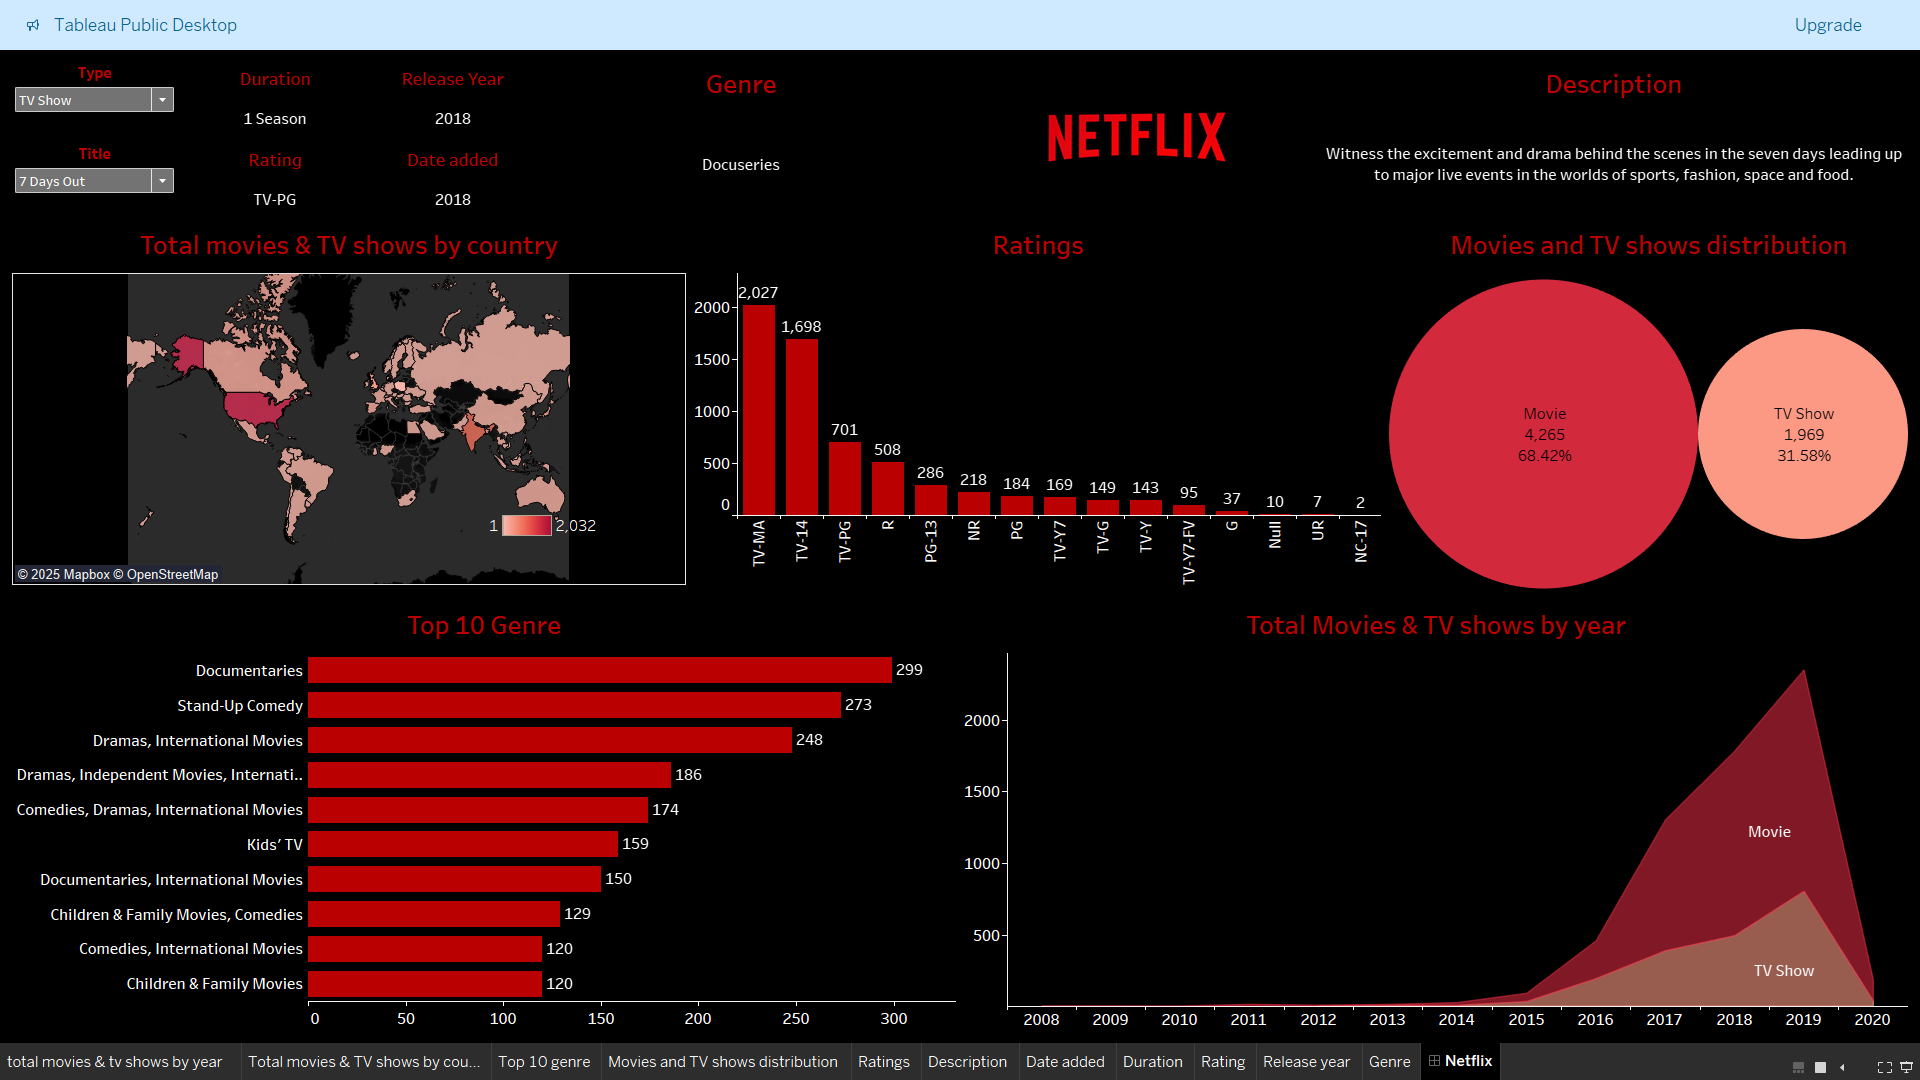 Tableau Public Desktop
Upgrade
Type
TV Show
Title
7 Days Out
Duration
1 Season
Release Year
2018
Rating
TV-PG
Date added
2018
Genre
Docuseries
NETFLIX
Description
Witness the excitement and drama behind the scenes in the seven days leading up
to major live events in the worlds of sports, fashion, space and food.
Total movies & TV shows by country
1
2,032
© 2025 Mapbox © OpenStreetMap
Ratings
2000
1500
1000
500
0
2,027
1,698
701
508
286
218
184
169
149
143
95
37
10
7
2
TV-MA
TV-14
TV-PG
R
PG-13
NR
PG
TV-Y7
TV-G
TV-Y
TV-Y7-FV
G
Null
UR
NC-17
Movies and TV shows distribution
Movie
4,265
68.42%
TV Show
1,969
31.58%
Top 10 Genre
Documentaries 299
Stand-Up Comedy 273
Dramas, International Movies 248
Dramas, Independent Movies, Internati.. 186
Comedies, Dramas, International Movies 174
Kids’ TV 159
Documentaries, International Movies 150
Children & Family Movies, Comedies 129
Comedies, International Movies 120
Children & Family Movies 120
0 50 100 150 200 250 300
Total Movies & TV shows by year
2000
1500
1000
500
Movie
TV Show
2008 2009 2010 2011 2012 2013 2014 2015 2016 2017 2018 2019 2020
total movies & tv shows by year
Total movies & TV shows by cou...
Top 10 genre
Movies and TV shows distribution
Ratings
Description
Date added
Duration
Rating
Release year
Genre
Netflix